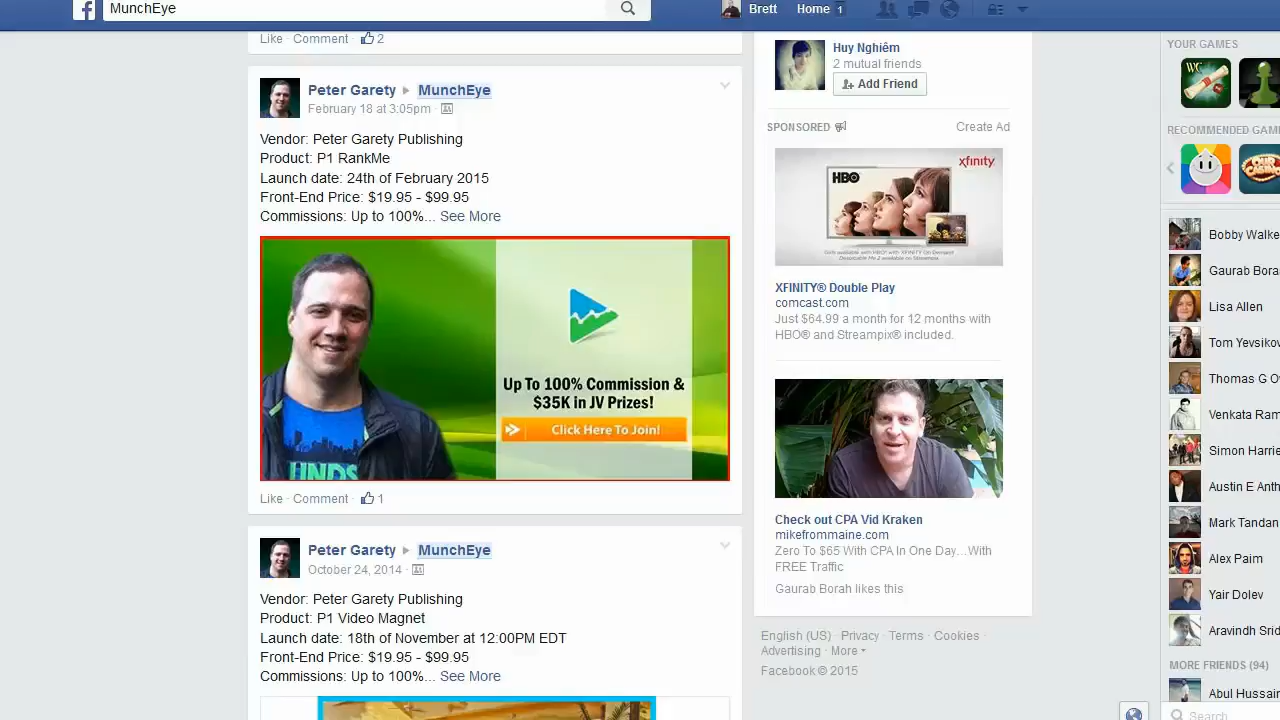 MunchEye
Brett Home 1
Like · Comment · 2
Peter Garety MunchEye
February 18 at 3:05pm ·
Vendor: Peter Garety Publishing
Product: P1 RankMe
Launch date: 24th of February 2015
Front-End Price: $19.95 - $99.95
Commissions: Up to 100%... See More
Up To 100% Commission &
$35K in JV Prizes!
Click Here To Join!
Like · Comment · 1
Peter Garety MunchEye
October 24, 2014 ·
Vendor: Peter Garety Publishing
Product: P1 Video Magnet
Launch date: 18th of November at 12:00PM EDT
Front-End Price: $19.95 - $99.95
Commissions: Up to 100%... See More
Huy Nghiêm
2 mutual friends
Add Friend
SPONSORED Create Ad
xfinity
HBO
XFINITY® Double Play
comcast.com
Just $64.99 a month for 12 months with
HBO® and Streampix® included.
Check out CPA Vid Kraken
mikefrommaine.com
Zero To $65 With CPA In One Day…With
FREE Traffic
Gaurab Borah likes this
English (US) · Privacy · Terms · Cookies ·
Advertising · More
Facebook © 2015
YOUR GAMES
RECOMMENDED GAM
Bobby Walke
Gaurab Bora
Lisa Allen
Tom Yevsikov
Thomas G O
Venkata Ram
Simon Harrie
Austin E Anth
Mark Tandan
Alex Paim
Yair Dolev
Aravindh Srid
MORE FRIENDS (94)
Abul Hussain
Search